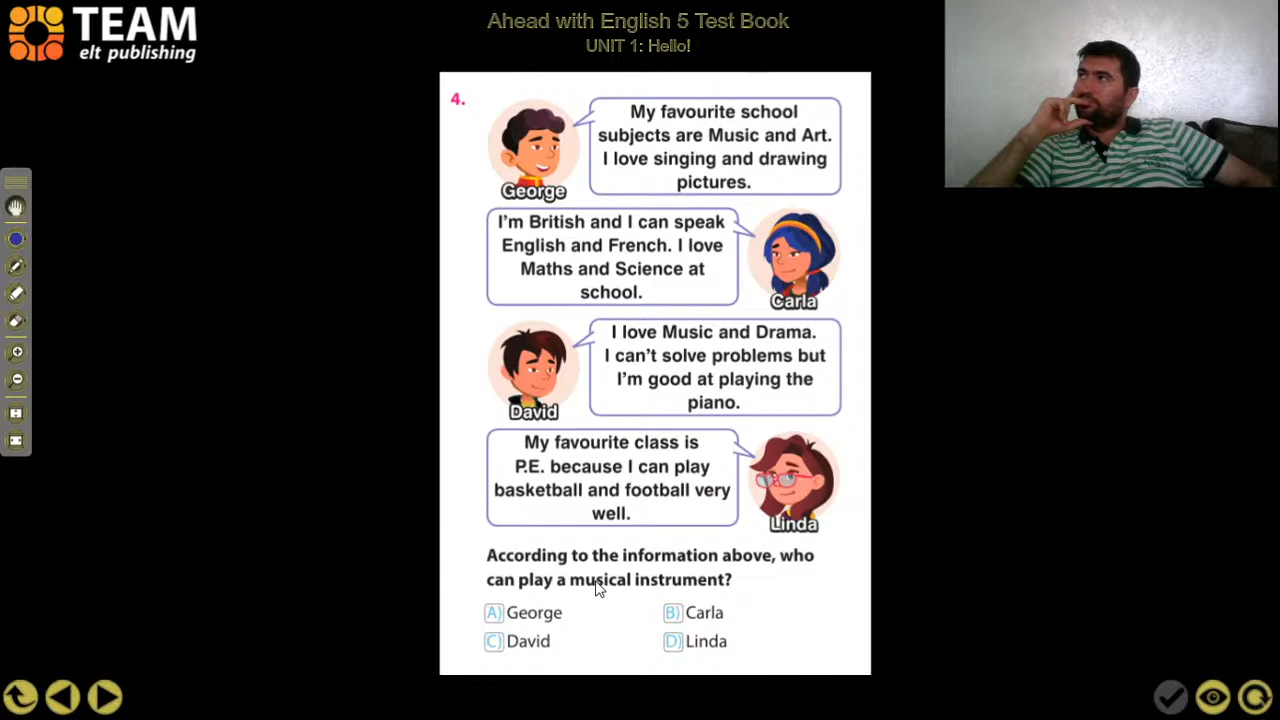 TEAM
elt publishing
Ahead with English 5 Test Book
UNIT 1: Hello!
4.
My favourite school
subjects are Music and Art.
I love singing and drawing
pictures.
George
I'm British and I can speak
English and French. I love
Maths and Science at
school.
Carla
I love Music and Drama.
I can't solve problems but
I'm good at playing the
piano.
David
My favourite class is
P.E. because I can play
basketball and football very
well.
Linda
According to the information above, who
can play a musical instrument?
A) George
B) Carla
C) David
D) Linda